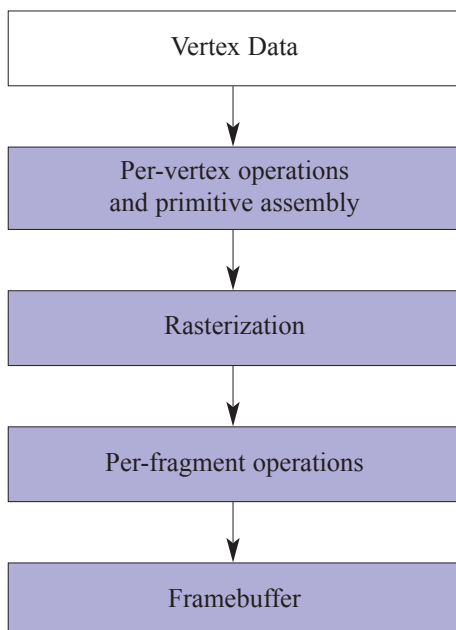 Vertex Data
Per-vertex operations
and primitive assembly
Rasterization
Per-fragment operations
Framebuffer